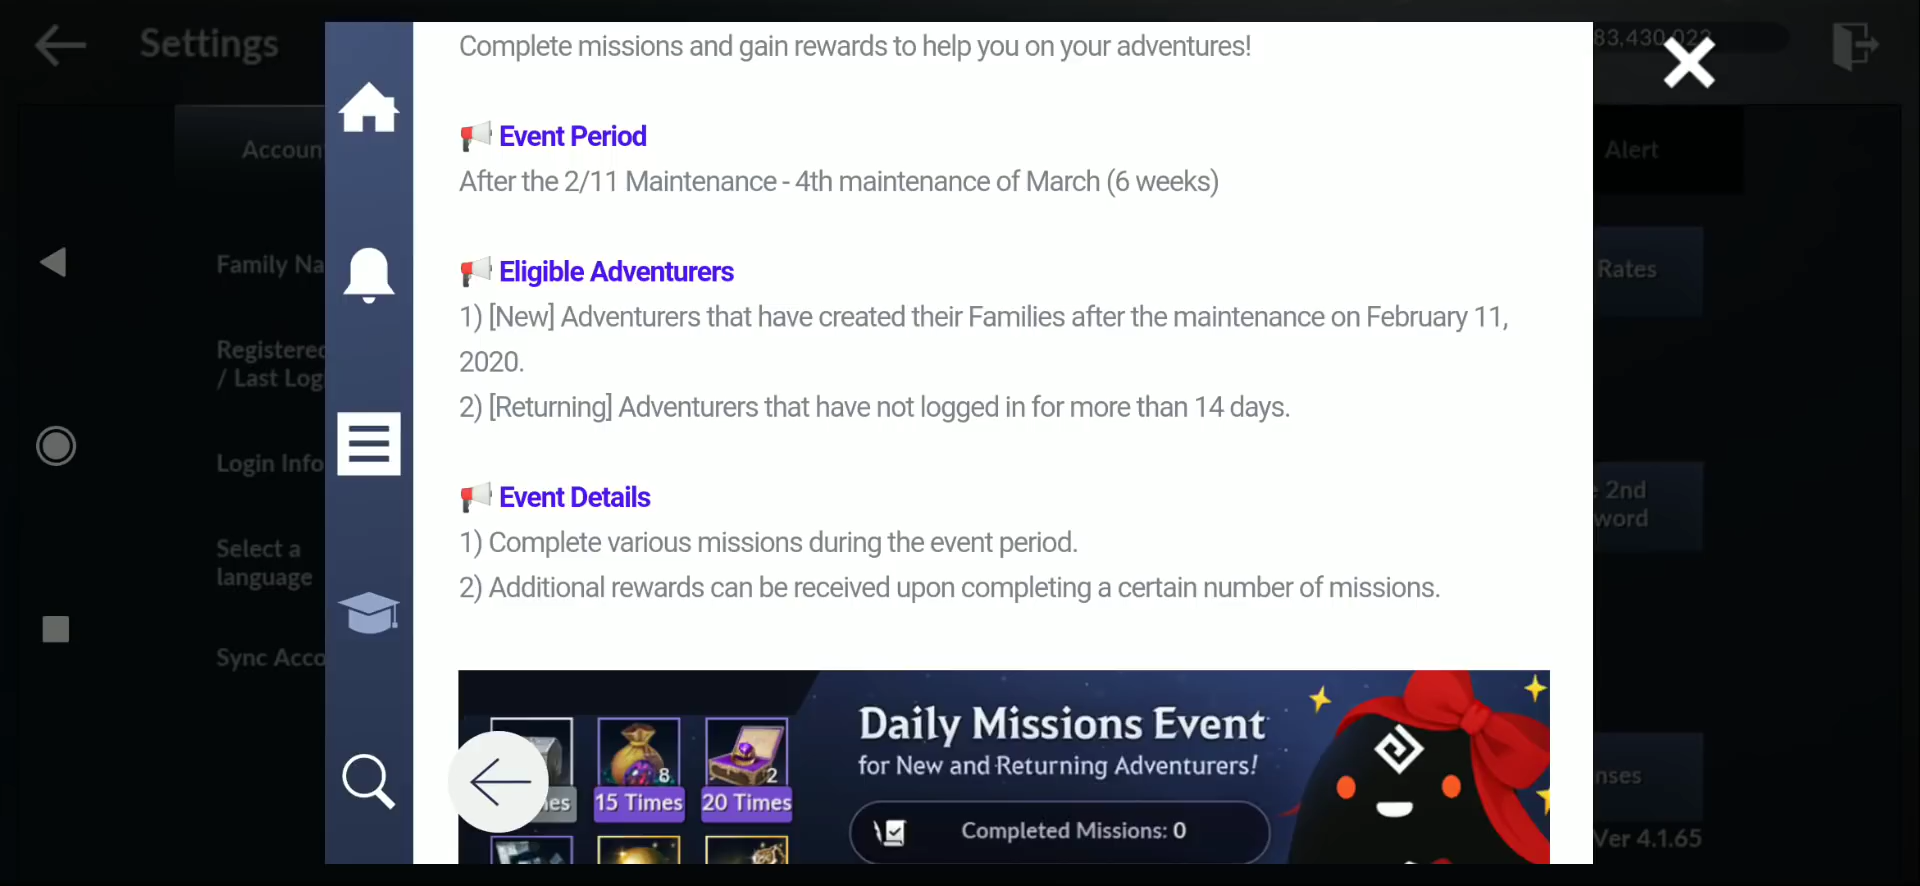 Settings
83,430,023
Complete missions and gain rewards to help you on your adventures!
Event Period
After the 2/11 Maintenance - 4th maintenance of March (6 weeks)
Eligible Adventurers
1) [New] Adventurers that have created their Families after the maintenance on February 11,
2020.
2) [Returning] Adventurers that have not logged in for more than 14 days.
Event Details
1) Complete various missions during the event period.
2) Additional rewards can be received upon completing a certain number of missions.
Daily Missions Event
for New and Returning Adventurers!
Completed Missions: 0
8
2
15 Times
20 Times
Accoun
Family Na
Registered
/ Last Log
Login Info
Select a
language
Sync Acco
Alert
Rates
2nd
word
nses
Ver 4.1.65